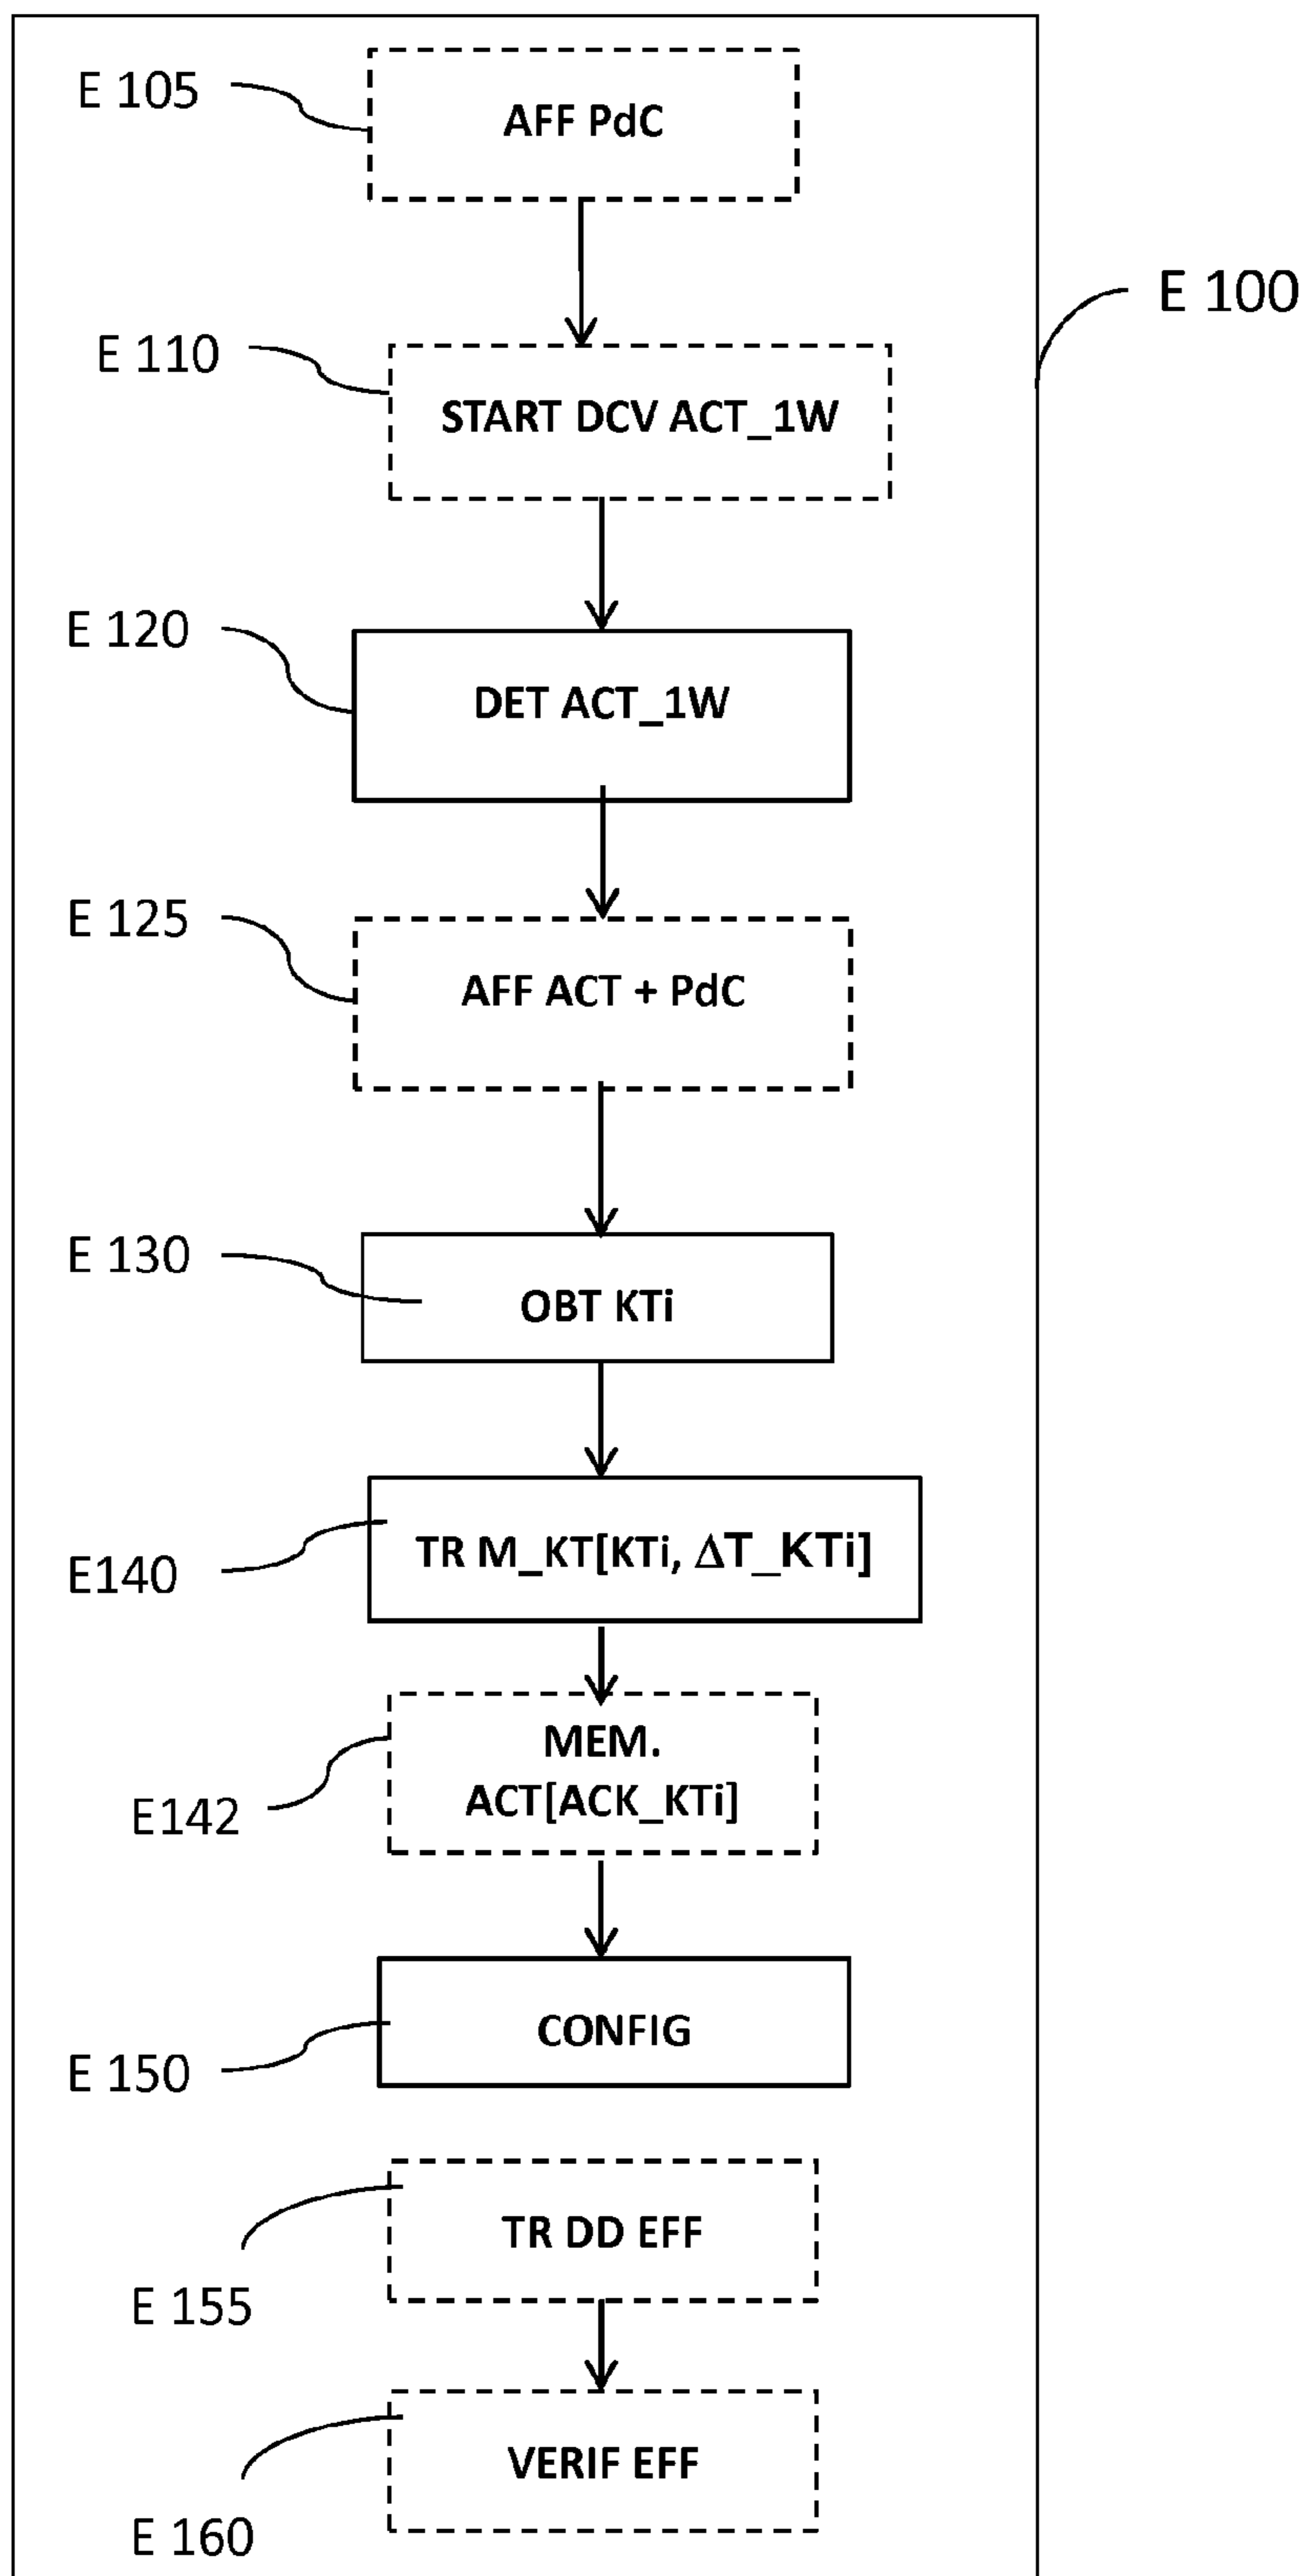 E 105
AFF PdC
E 100
E 110
START DCV ACT_1W
E 120
DET ACT_1W
E 125
AFF ACT + PdC
E 130
OBT KTi
E140
TR M_KT[KTi, ΔT_KTi]
E142
MEM.
ACT[ACK_KTi]
E 150
CONFIG
E 155
TR DD EFF
E 160
VERIF EFF